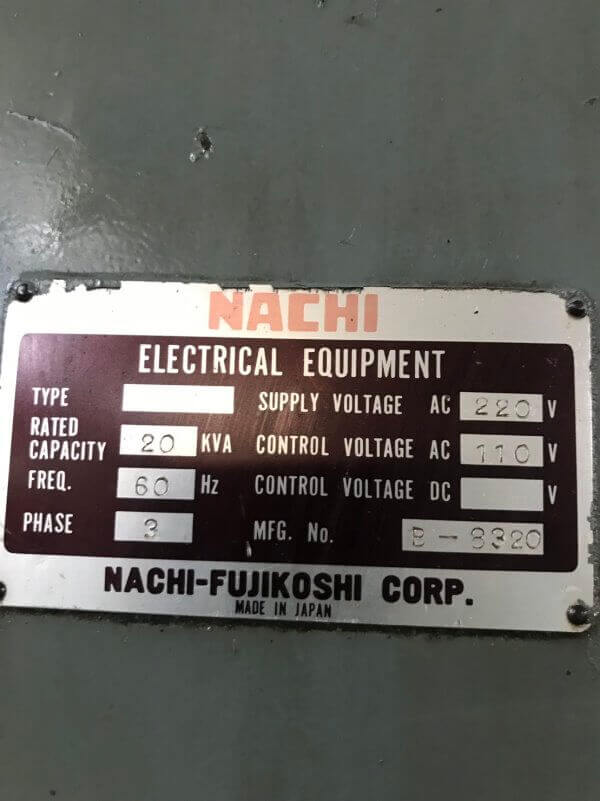 NACHI
ELECTRICAL EQUIPMENT
TYPE SUPPLY VOLTAGE AC 220 V
RATED CAPACITY 20 KVA CONTROL VOLTAGE AC 110 V
FREQ. 60 Hz CONTROL VOLTAGE DC V
PHASE 3 MFG. No. B-8320
NACHI-FUJIKOSHI CORP.
MADE IN JAPAN